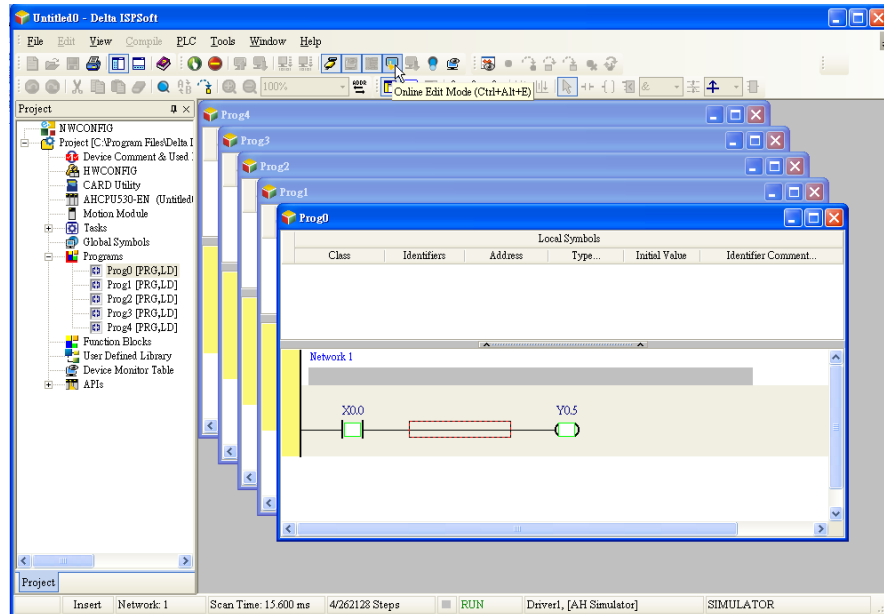 Untitled0 - Delta ISPSoft
File Edit View Compile PLC Tools Window Help
100%
ADDR
Online Edit Mode (Ctrl+Alt+E)
Project
NWCONFIG
Project [C:\Program Files\Delta I
Device Comment & Used
HWCONFIG
CARD Utility
AHCPU530-EN (Untitled
Motion Module
Tasks
Global Symbols
Programs
Prog0 [PRG,LD]
Prog1 [PRG,LD]
Prog2 [PRG,LD]
Prog3 [PRG,LD]
Prog4 [PRG,LD]
Function Blocks
User Defined Library
Device Monitor Table
APIs
Project
Prog4
Prog3
Prog2
Prog1
Prog0
Local Symbols
Class Identifiers Address Type... Initial Value Identifier Comment...
Network 1
X0.0 Y0.5
Insert Network: 1 Scan Time: 15.600 ms 4/262128 Steps RUN Driver1, [AH Simulator] SIMULATOR